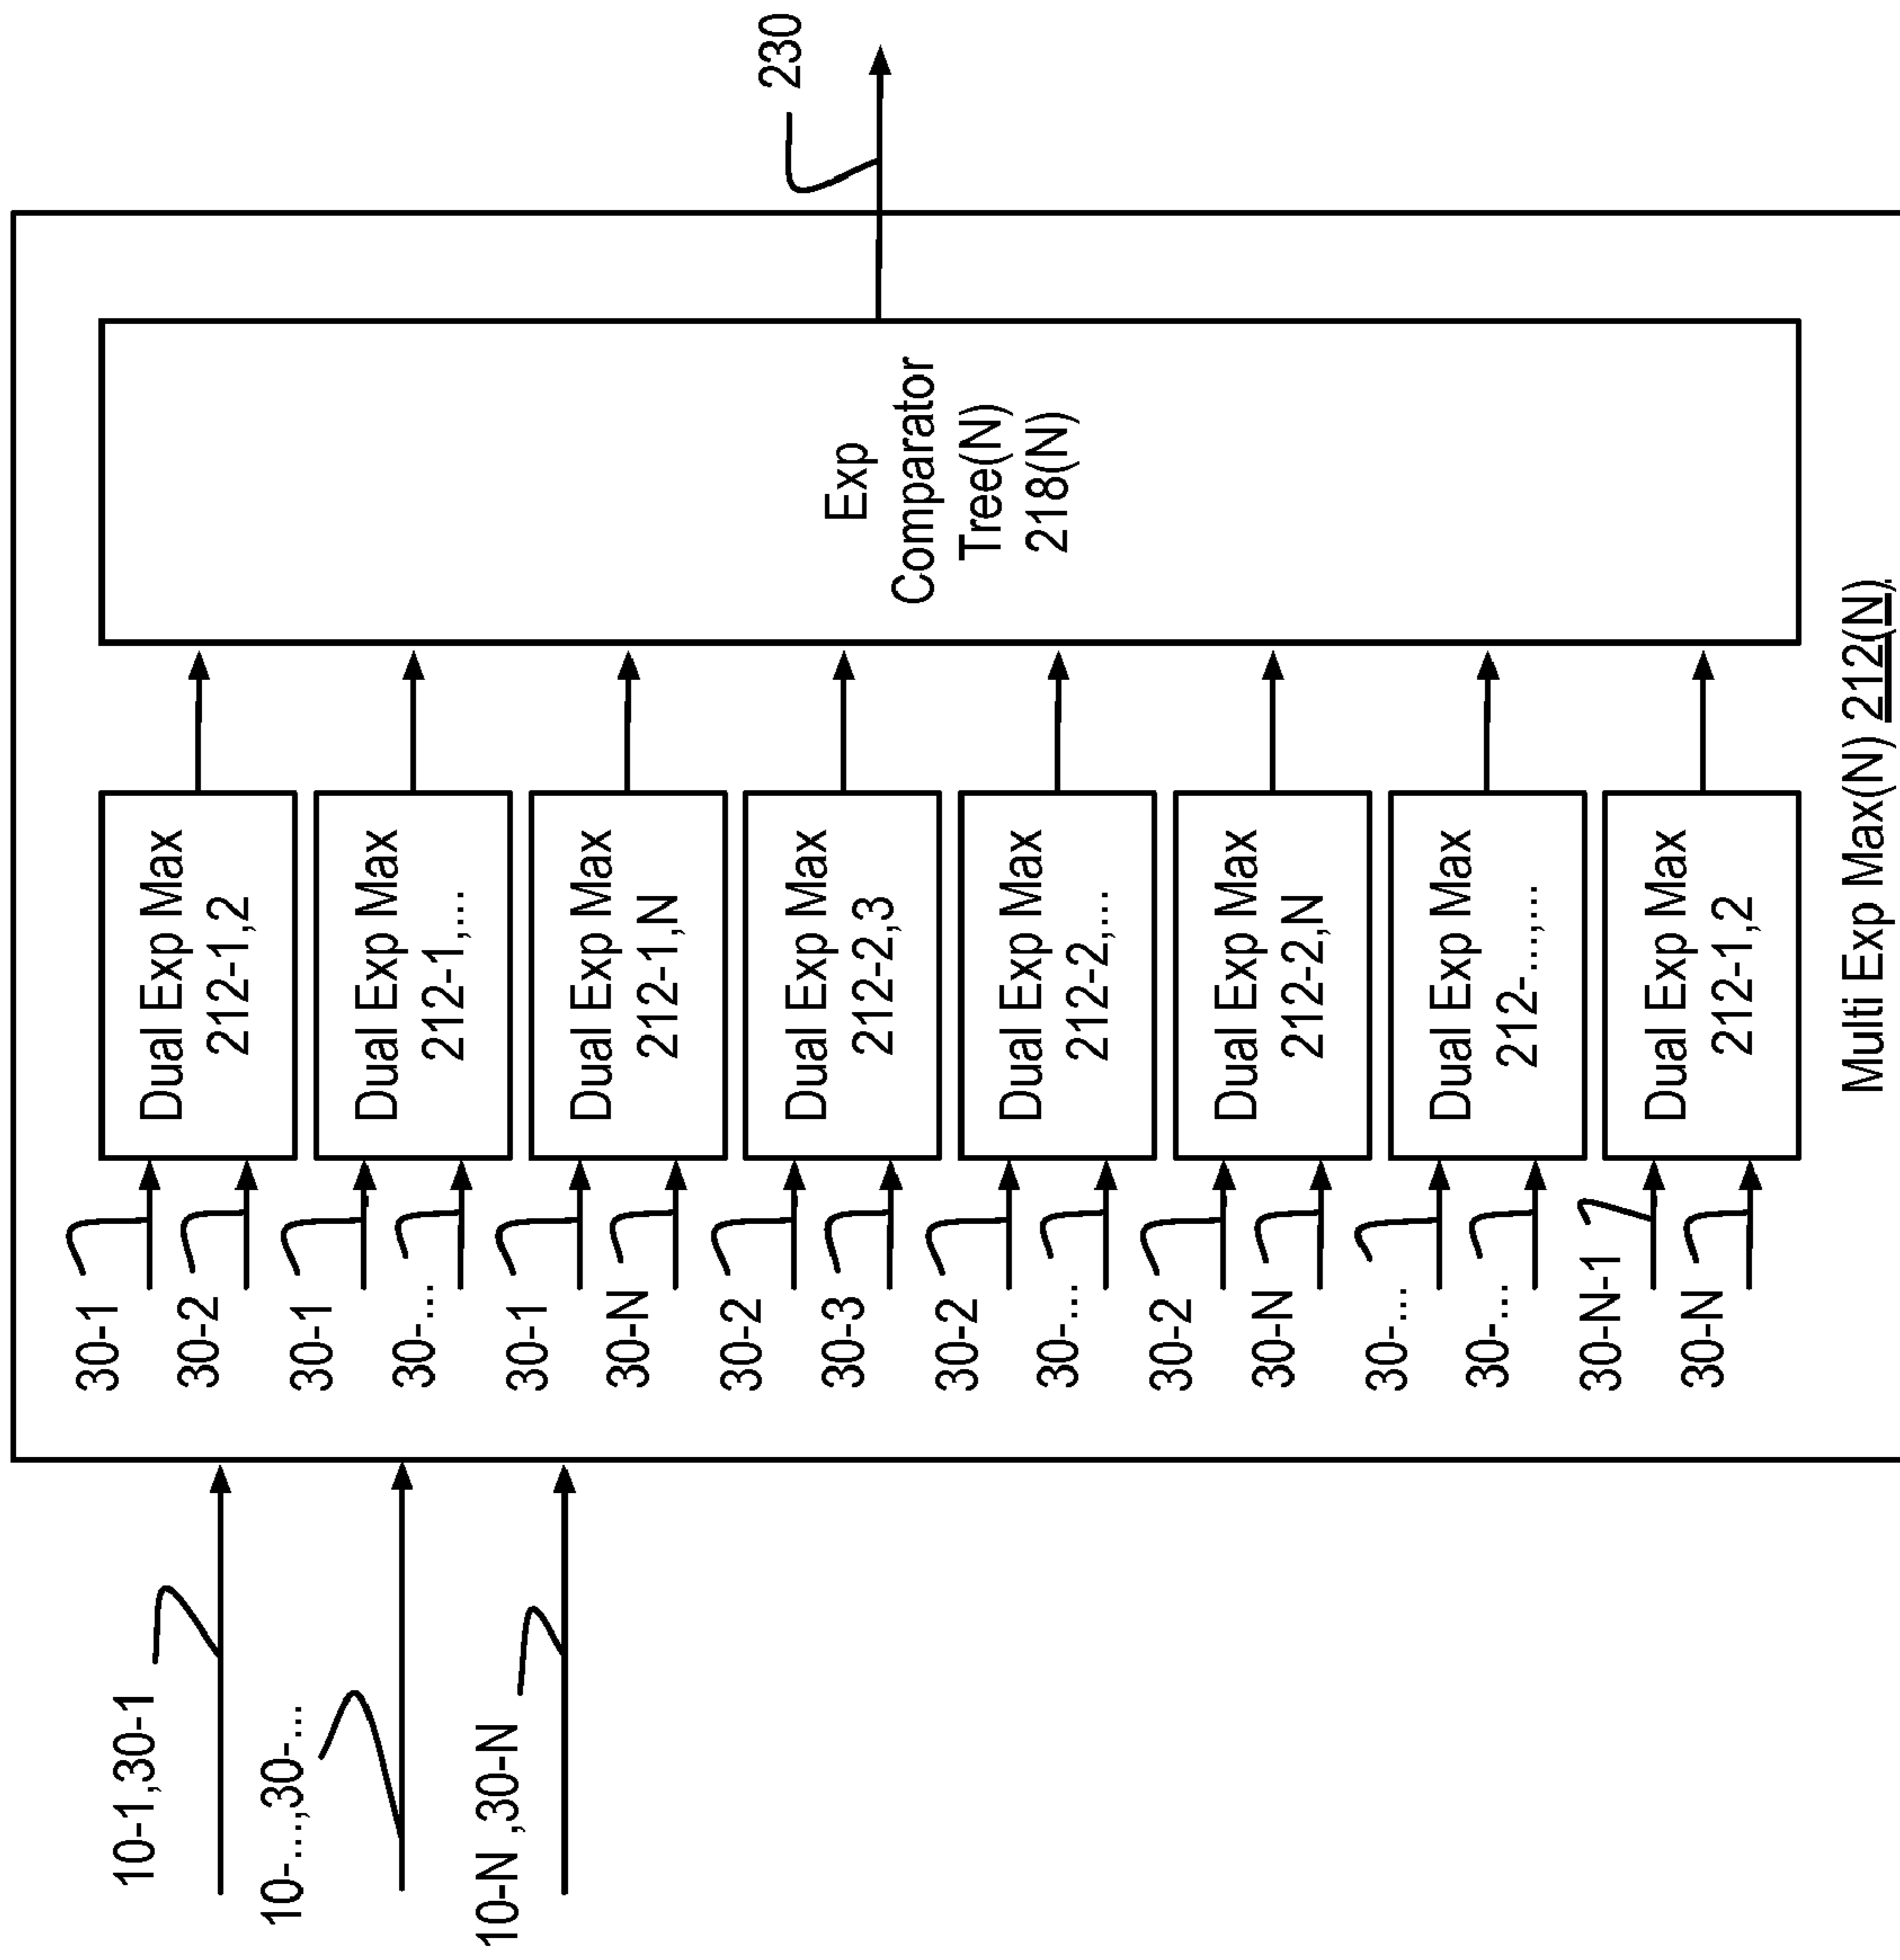 10-1,30-1
10-...,30-...
10-N ,30-N
30-1
30-2
Dual Exp Max
212-1,2
30-1
30-...
Dual Exp Max
212-1,...
30-1
30-N
Dual Exp Max
212-1,N
30-2
30-3
Dual Exp Max
212-2,3
30-2
30-...
Dual Exp Max
212-2,...
30-2
30-N
Dual Exp Max
212-2,N
30-...
30-...
Dual Exp Max
212-...,...
30-N-1
30-N
Dual Exp Max
212-1,2
Exp
Comparator
Tree(N)
218(N)
230
Multi Exp Max(N) 212(N).